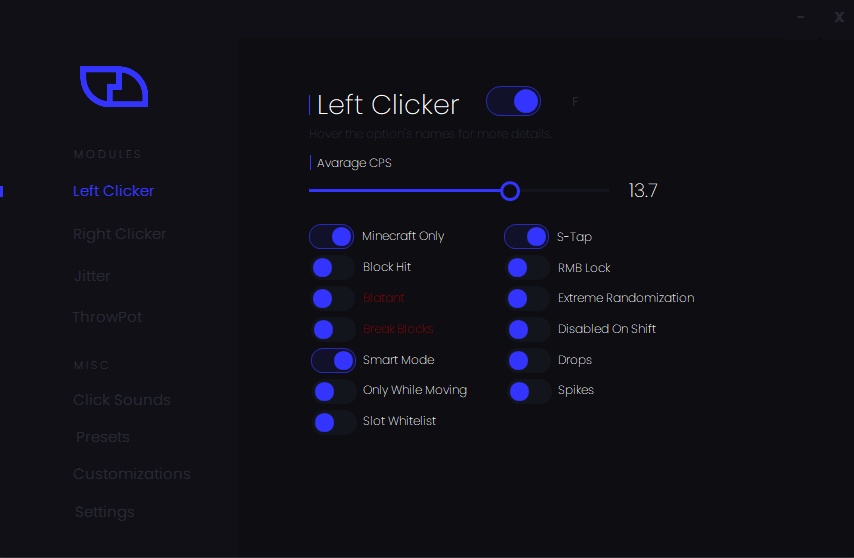 - X
MODULES
Left Clicker
Right Clicker
Jitter
ThrowPot
MISC
Click Sounds
Presets
Customizations
Settings
Left Clicker F
Hover the option's names for more details.
Avarage CPS
13.7
Minecraft Only
Block Hit
Blatant
Break Blocks
Smart Mode
Only While Moving
Slot Whitelist
S-Tap
RMB Lock
Extreme Randomization
Disabled On Shift
Drops
Spikes